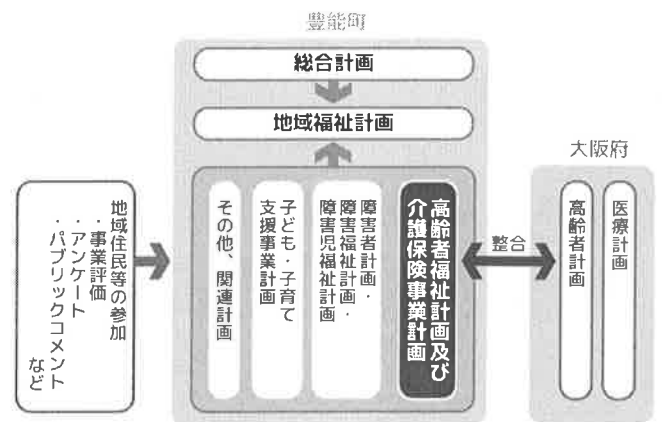 豊能町
総合計画
地域福祉計画
大阪府
地域住民等の参加
・事業評価
・アンケート
・パブリックコメント
など
その他、関連計画
子ども・子育て
支援事業計画
障害者計画・
障害福祉計画・
障害児福祉計画
高齢者福祉計画及び
介護保険事業計画
整合
高齢者計画
医療計画